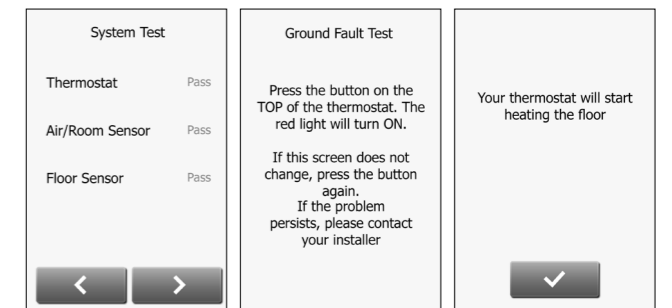 System Test
Thermostat Pass
Air/Room Sensor Pass
Floor Sensor Pass
Ground Fault Test
Press the button on the
TOP of the thermostat. The
red light will turn ON.
If this screen does not
change, press the button
again.
If the problem
persists, please contact
your installer
Your thermostat will start
heating the floor